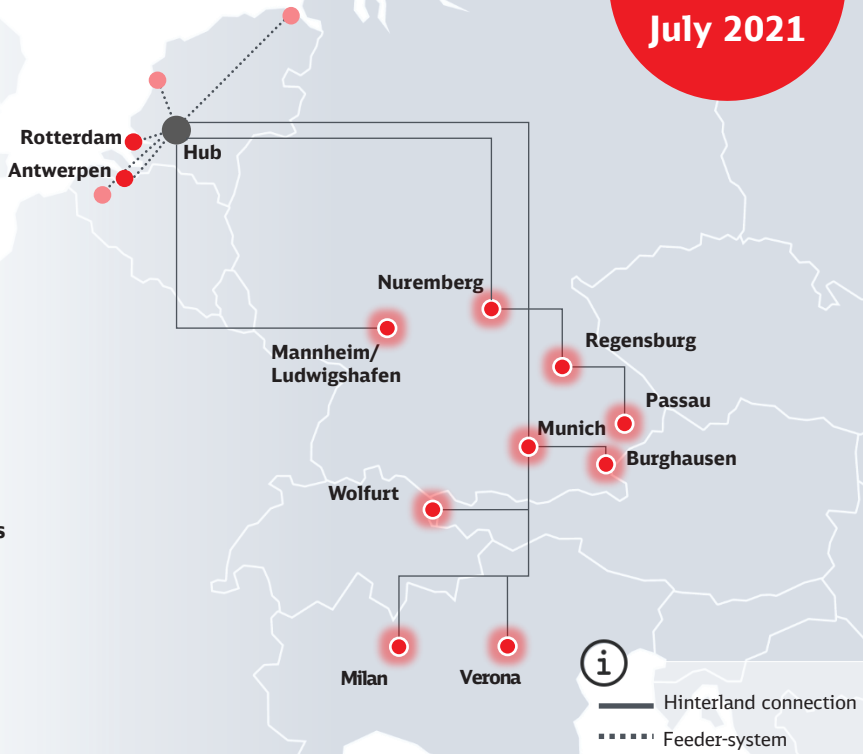 July 2021
Rotterdam
Hub
Antwerpen
Nuremberg
Mannheim/
Ludwigshafen
Regensburg
Passau
Munich
Burghausen
Wolfurt
s
Milan
Verona
i
Hinterland connection
Feeder-system